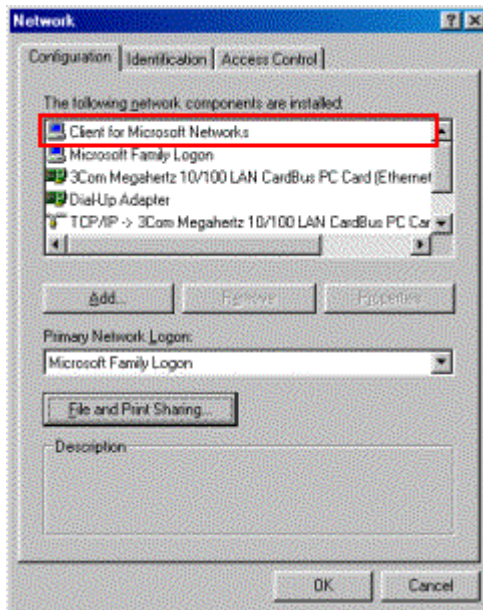 Network
Configuration Identification Access Control
The following network components are installed:
Client for Microsoft Networks
Microsoft Family Logon
3Com Megahertz 10/100 LAN CardBus PC Card (Ethernet
Dial-Up Adapter
TCP/IP -> 3Com Megahertz 10/100 LAN CardBus PC Car
Add... Remove Properties
Primary Network Logon:
Microsoft Family Logon
File and Print Sharing...
Description
OK Cancel